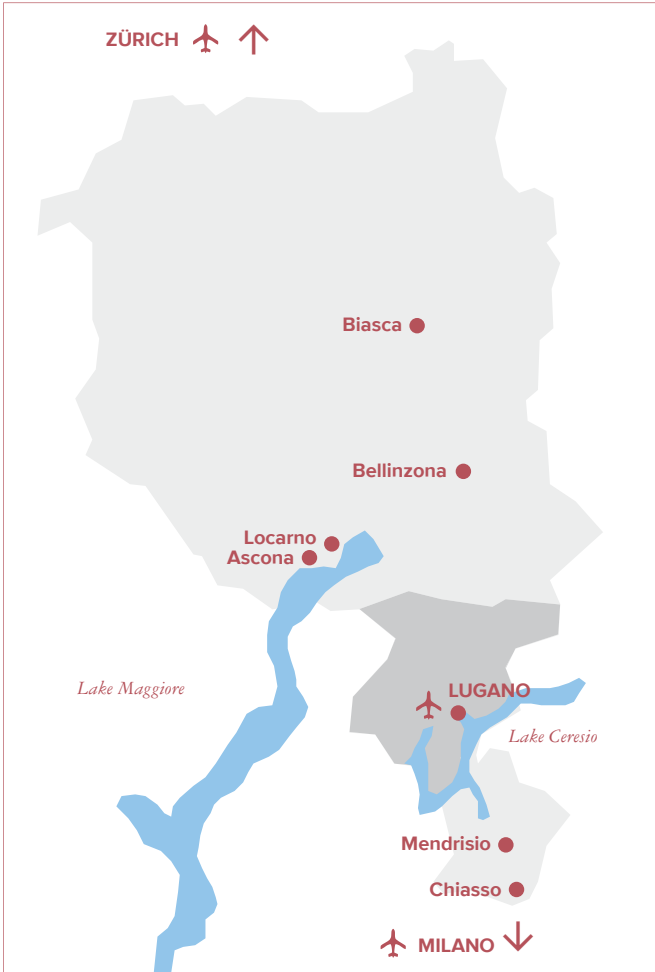 ZÜRICH
Biasca
Bellinzona
Locarno
Ascona
Lake Maggiore
LUGANO
Lake Ceresio
Mendrisio
Chiasso
MILANO